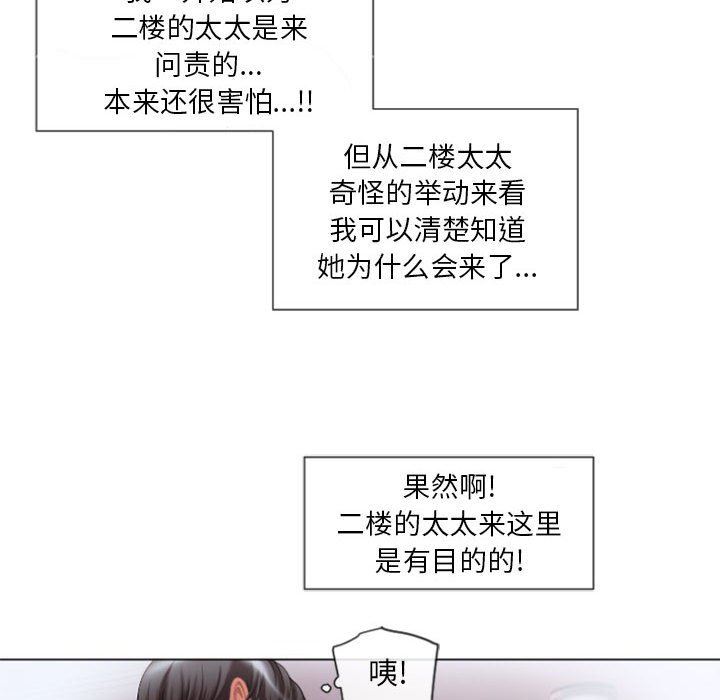 二楼的太太是来
问责的...
本来还很害怕...!!
但从二楼太太
奇怪的举动来看
我可以清楚知道
她为什么会来了...
果然啊!
二楼的太太来这里
是有目的的!
咦!